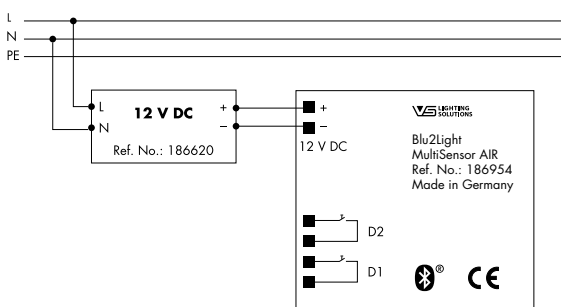 L
N
PE
L
N
12 V DC
+
–
Ref. No.: 186620
+
–
12 V DC
VS LIGHTING
SOLUTIONS
Blu2Light
MultiSensor AIR
Ref. No.: 186954
Made in Germany
D2
D1
® CE